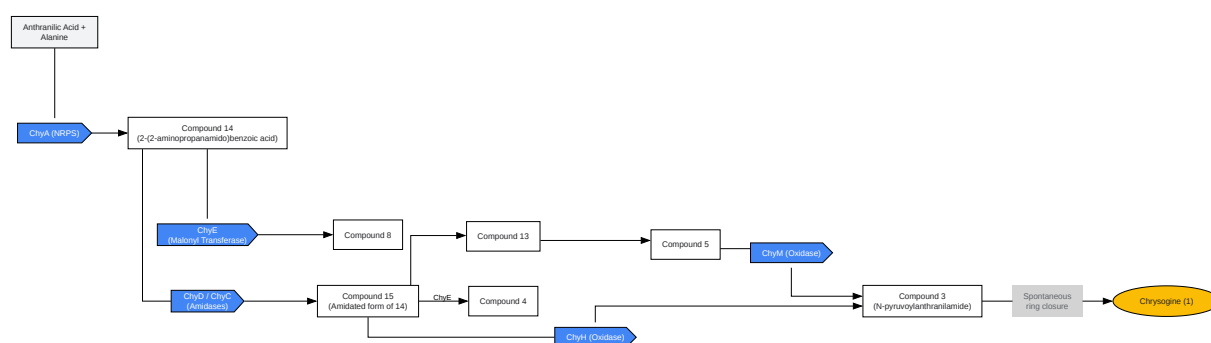 Anthranilic Acid +
Alanine
ChyA (NRPS)
Compound 14
(2-(2-aminopropanamido)benzoic acid)
ChyE
(Malonyl Transferase)
Compound 8
Compound 13
Compound 5
ChyM (Oxidase)
ChyD / ChyC
(Amidases)
Compound 15
(Amidated form of 14)
ChyE
Compound 4
ChyH (Oxidase)
Compound 3
(N-pyruvoylanthranilamide)
Spontaneous
ring closure
Chrysogine (1)